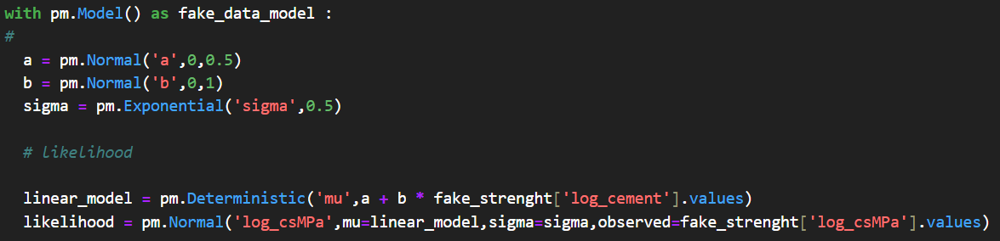 with pm.Model() as fake_data_model :
#
a = pm.Normal('a',0,0.5)
b = pm.Normal('b',0,1)
sigma = pm.Exponential('sigma',0.5)
# likelihood
linear_model = pm.Deterministic('mu',a + b * fake_strenght['log_cement'].values)
likelihood = pm.Normal('log_csMPa',mu=linear_model,sigma=sigma,observed=fake_strenght['log_csMPa'].values)